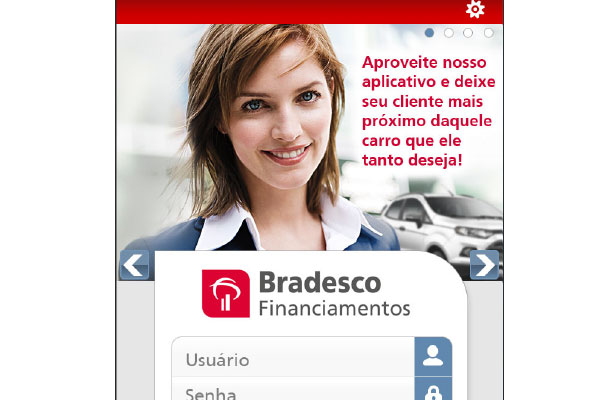 Aproveite nosso
aplicativo e deixe
seu cliente mais
próximo daquele
carro que ele
tanto deseja!
Bradesco
Financiamentos
Usuário
Senha